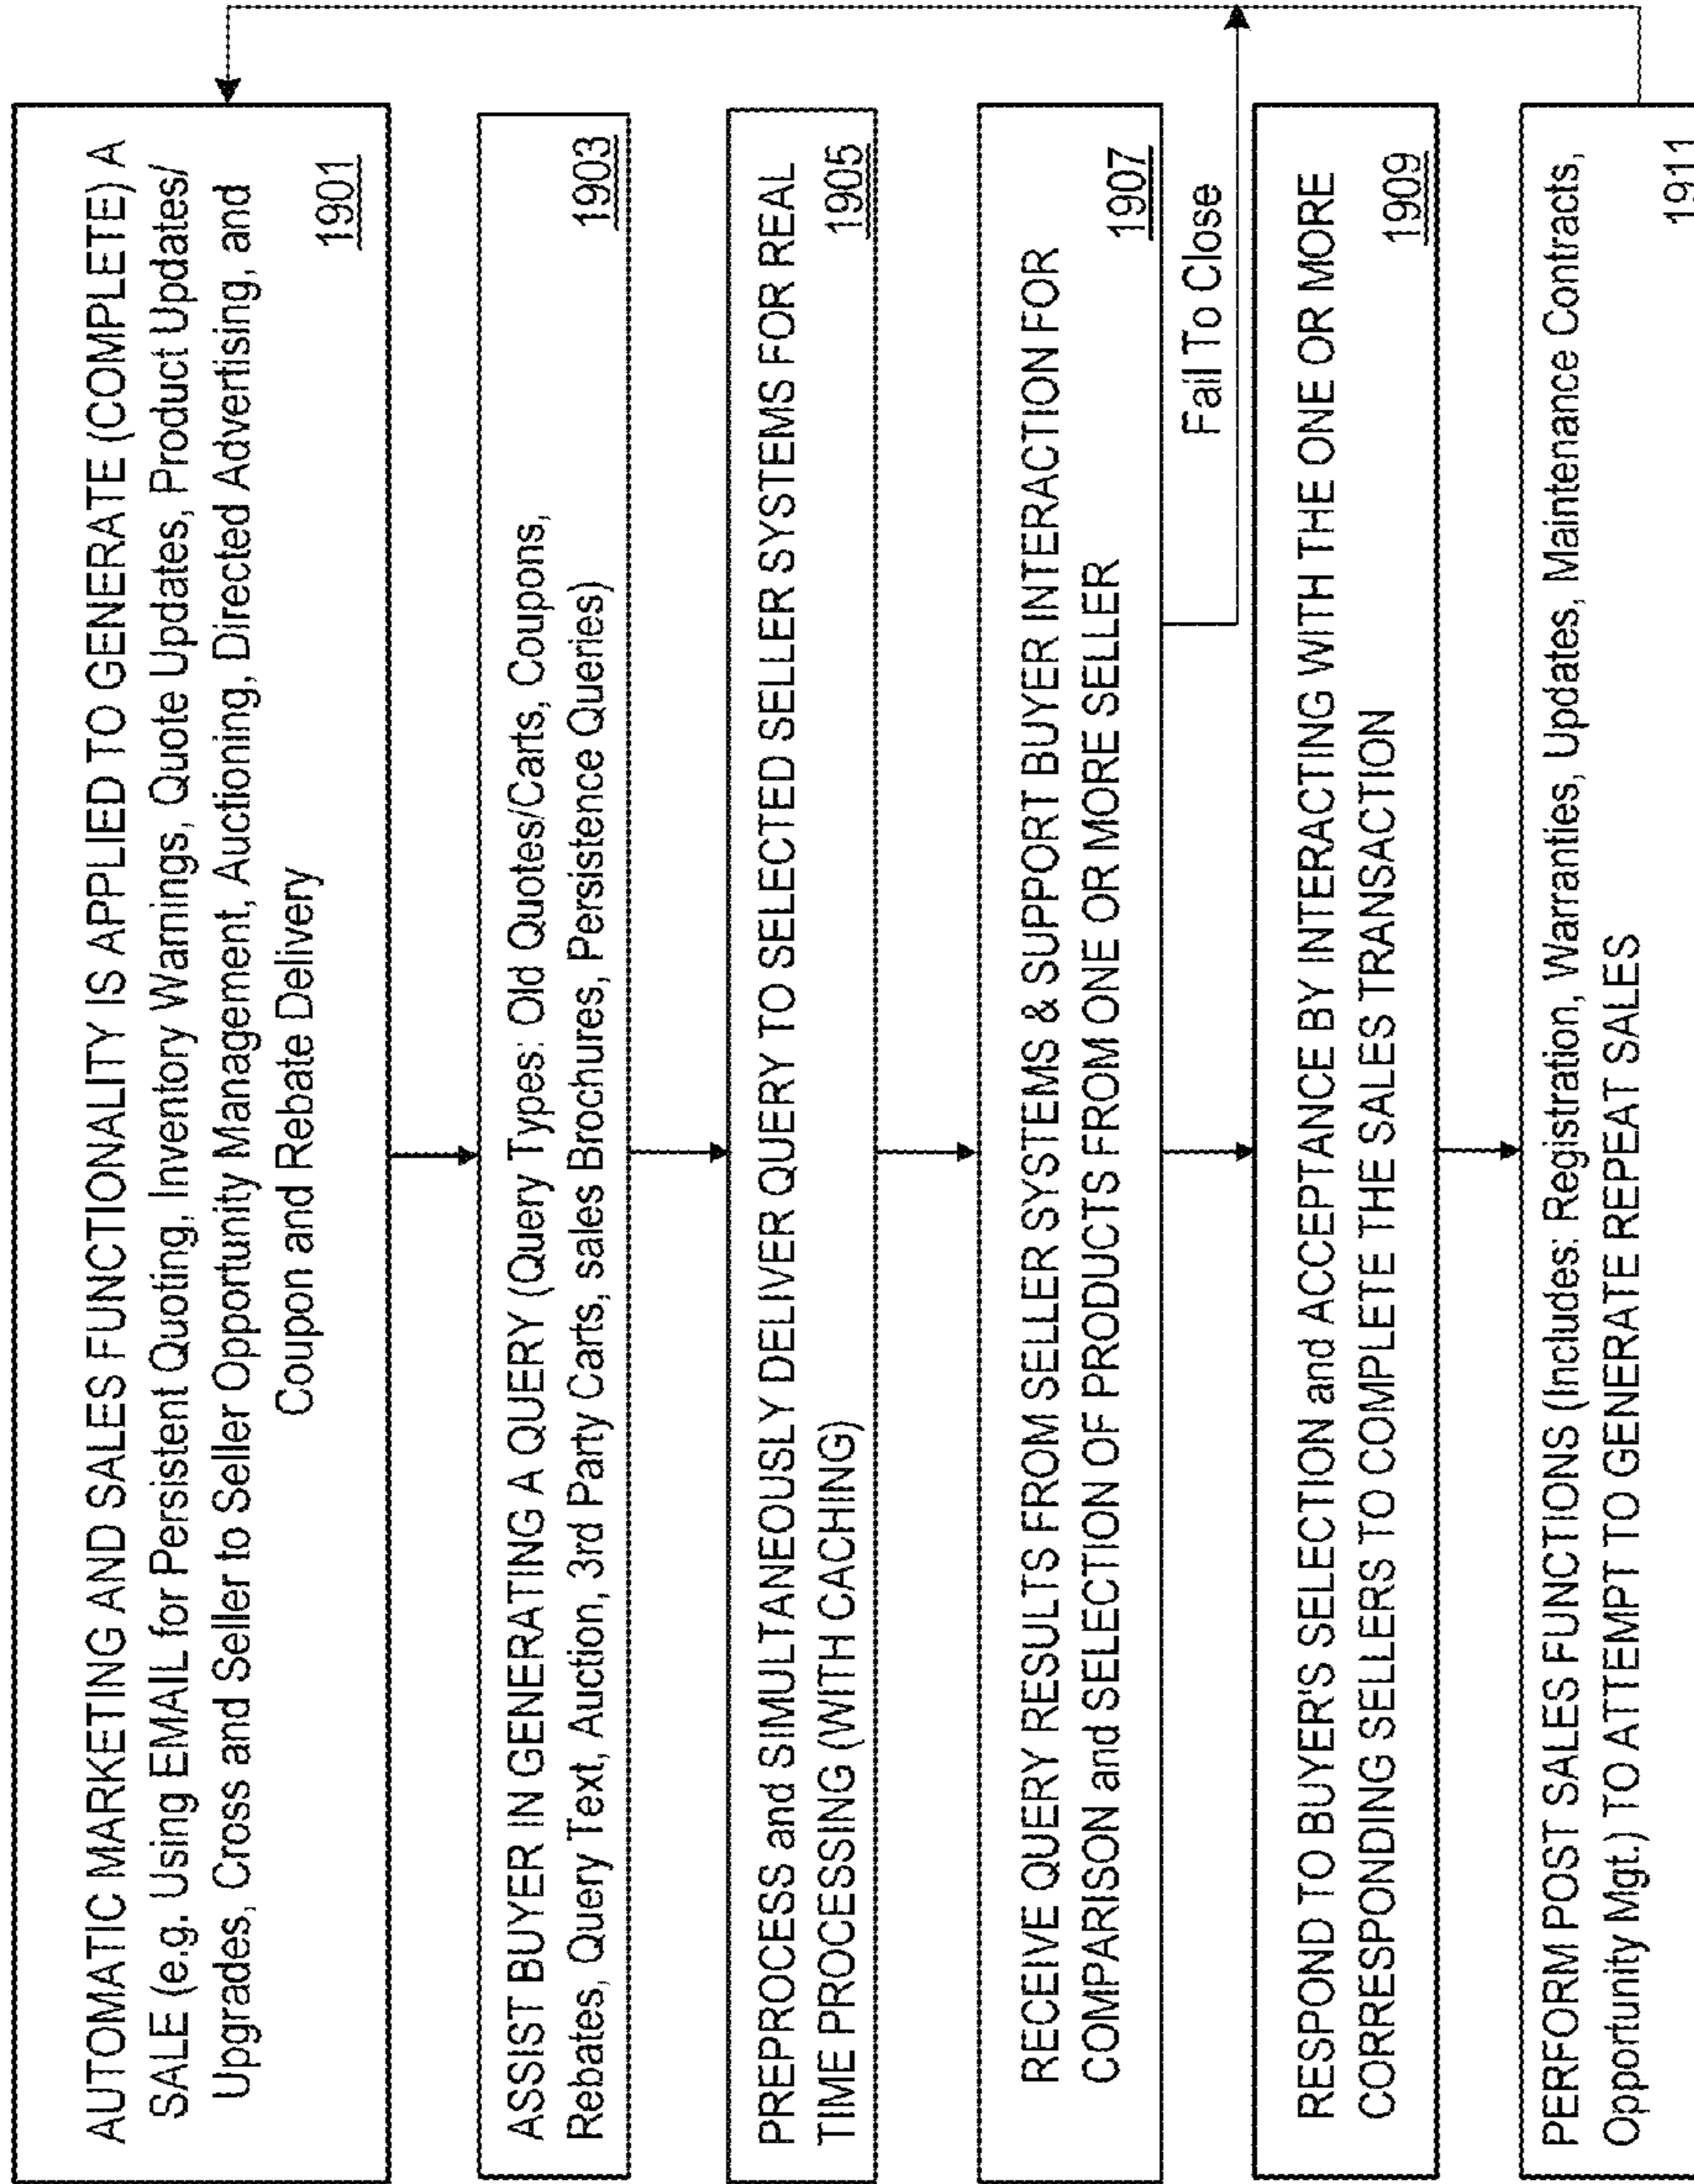 AUTOMATIC MARKETING AND SALES FUNCTIONALITY IS APPLIED TO GENERATE (COMPLETE) A
SALE (e.g. Using EMAIL for Persistent Quoting, Inventory Warnings, Quote Updates, Product Updates/
Upgrades, Cross and Seller to Seller Opportunity Management, Auctioning, Directed Advertising, and
Coupon and Rebate Delivery
1901
ASSIST BUYER IN GENERATING A QUERY (Query Types: Old Quotes/Carts, Coupons,
Rebates, Query Text, Auction, 3rd Party Carts, sales Brochures, Persistence Queries)
1903
PREPROCESS and SIMULTANEOUSLY DELIVER QUERY TO SELECTED SELLER SYSTEMS FOR REAL
TIME PROCESSING (WITH CACHING)
1905
RECEIVE QUERY RESULTS FROM SELLER SYSTEMS & SUPPORT BUYER INTERACTION FOR
COMPARISON and SELECTION OF PRODUCTS FROM ONE OR MORE SELLER
1907
Fail To Close
RESPOND TO BUYER'S SELECTION and ACCEPTANCE BY INTERACTING WITH THE ONE OR MORE
CORRESPONDING SELLERS TO COMPLETE THE SALES TRANSACTION
1909
PERFORM POST SALES FUNCTIONS (Includes: Registration, Warranties, Updates, Maintenance Contracts,
Opportunity Mgt.) TO ATTEMPT TO GENERATE REPEAT SALES
1911